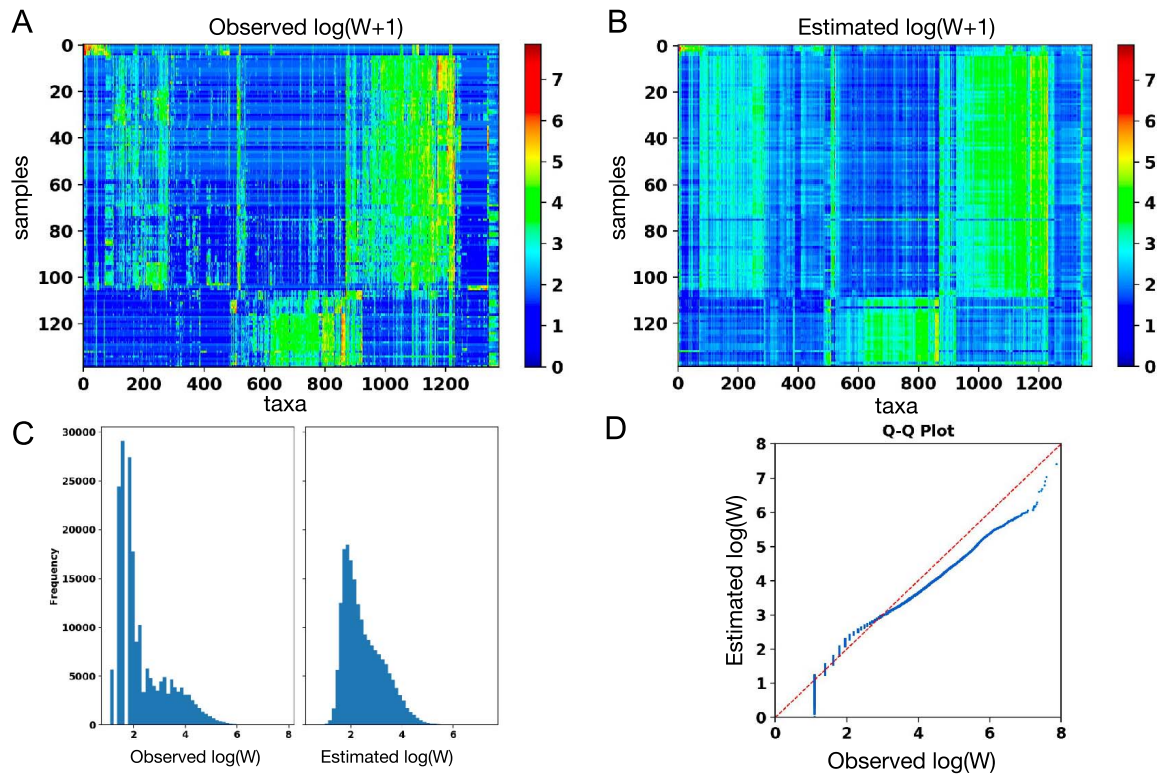 A
Observed log(W+1)
0
20
40
60
80
100
120
samples
0 200 400 600 800 1000 1200
taxa
7
6
5
4
3
2
1
0
B
Estimated log(W+1)
0
20
40
60
80
100
120
samples
0 200 400 600 800 1000 1200
taxa
7
6
5
4
3
2
1
0
C
30000
25000
20000
15000
10000
5000
0
Frequency
2 4 6 8
Observed log(W)
2 4 6
Estimated log(W)
D
Q-Q Plot
8
7
6
5
4
3
2
1
0
Estimated log(W)
0 2 4 6 8
Observed log(W)